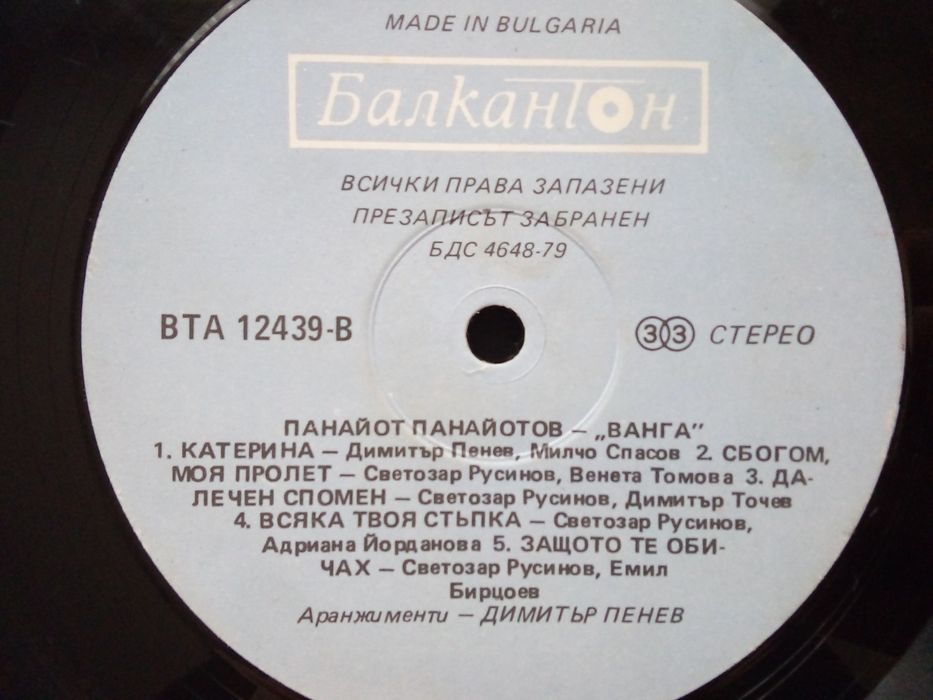 MADE IN BULGARIA
Балкантон
ВСИЧКИ ПРАВА ЗАПАЗЕНИ
ПРЕЗАПИСЪТ ЗАБРАНЕН
БДС 4648-79
ВТА 12439-В
33 СТЕРЕО
ПАНАЙОТ ПАНАЙОТОВ – „ВАНГА”
1. КАТЕРИНА – Димитър Пенев, Милчо Спасов 2. СБОГОМ,
МОЯ ПРОЛЕТ – Светозар Русинов, Венета Томова 3. ДА-
ЛЕЧЕН СПОМЕН – Светозар Русинов, Димитър Точев
4. ВСЯКА ТВОЯ СТЪПКА – Светозар Русинов,
Адриана Йорданова 5. ЗАЩОТО ТЕ ОБИ-
ЧАХ – Светозар Русинов, Емил
Бирцоев
Аранжименти – ДИМИТЪР ПЕНЕВ